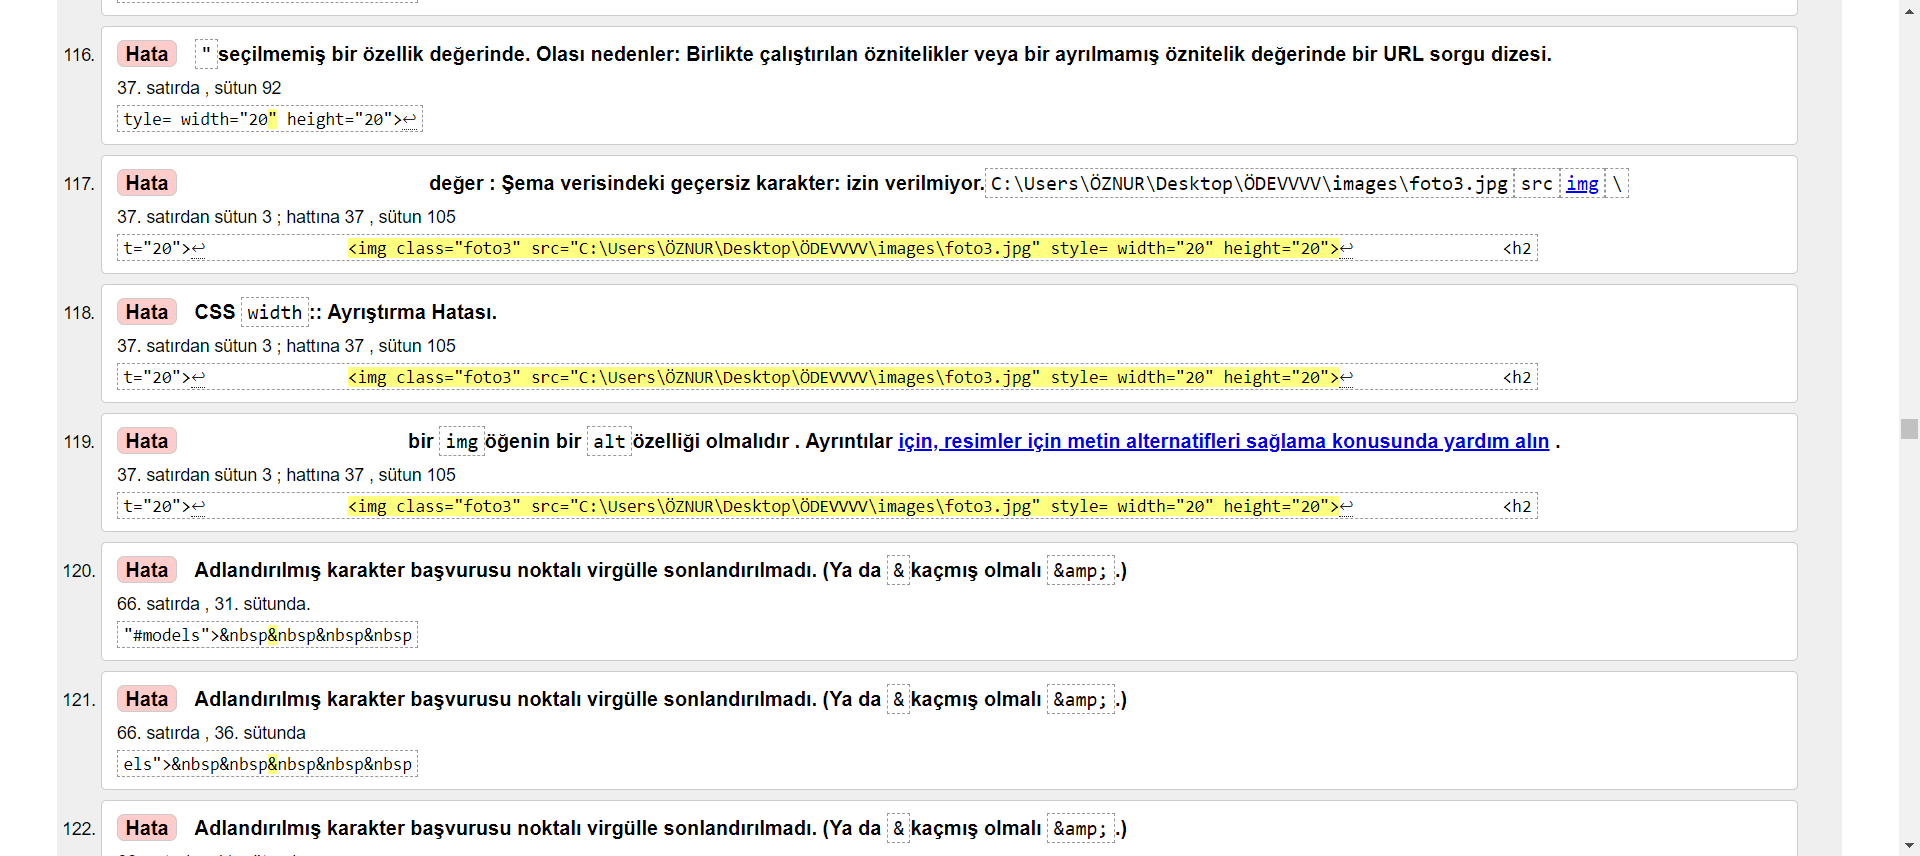 116. Hata " seçilmemiş bir özellik değerinde. Olası nedenler: Birlikte çalıştırılan öznitelikler veya bir ayrılmamış öznitelik değerinde bir URL sorgu dizesi.
37. satırda , sütun 92
tyle= width="20" height="20">↩
117. Hata değer : Şema verisindeki geçersiz karakter: izin verilmiyor. C:\Users\ÖZNUR\Desktop\ÖDEVVVV\images\foto3.jpg src img \
37. satırdan sütun 3 ; hattına 37 , sütun 105
t="20">↩ <img class="foto3" src="C:\Users\ÖZNUR\Desktop\ÖDEVVVV\images\foto3.jpg" style= width="20" height="20">↩ <h2
118. Hata CSS width :: Ayrıştırma Hatası.
37. satırdan sütun 3 ; hattına 37 , sütun 105
t="20">↩ <img class="foto3" src="C:\Users\ÖZNUR\Desktop\ÖDEVVVV\images\foto3.jpg" style= width="20" height="20">↩ <h2
119. Hata bir img öğenin bir alt özelliği olmalıdır . Ayrıntılar için, resimler için metin alternatifleri sağlama konusunda yardım alın .
37. satırdan sütun 3 ; hattına 37 , sütun 105
t="20">↩ <img class="foto3" src="C:\Users\ÖZNUR\Desktop\ÖDEVVVV\images\foto3.jpg" style= width="20" height="20">↩ <h2
120. Hata Adlandırılmış karakter başvurusu noktalı virgülle sonlandırılmadı. (Ya da & kaçmış olmalı &amp; .)
66. satırda , 31. sütunda.
"#models">&nbsp&nbsp&nbsp&nbsp
121. Hata Adlandırılmış karakter başvurusu noktalı virgülle sonlandırılmadı. (Ya da & kaçmış olmalı &amp; .)
66. satırda , 36. sütunda
els">&nbsp&nbsp&nbsp&nbsp&nbsp
122. Hata Adlandırılmış karakter başvurusu noktalı virgülle sonlandırılmadı. (Ya da & kaçmış olmalı &amp; .)